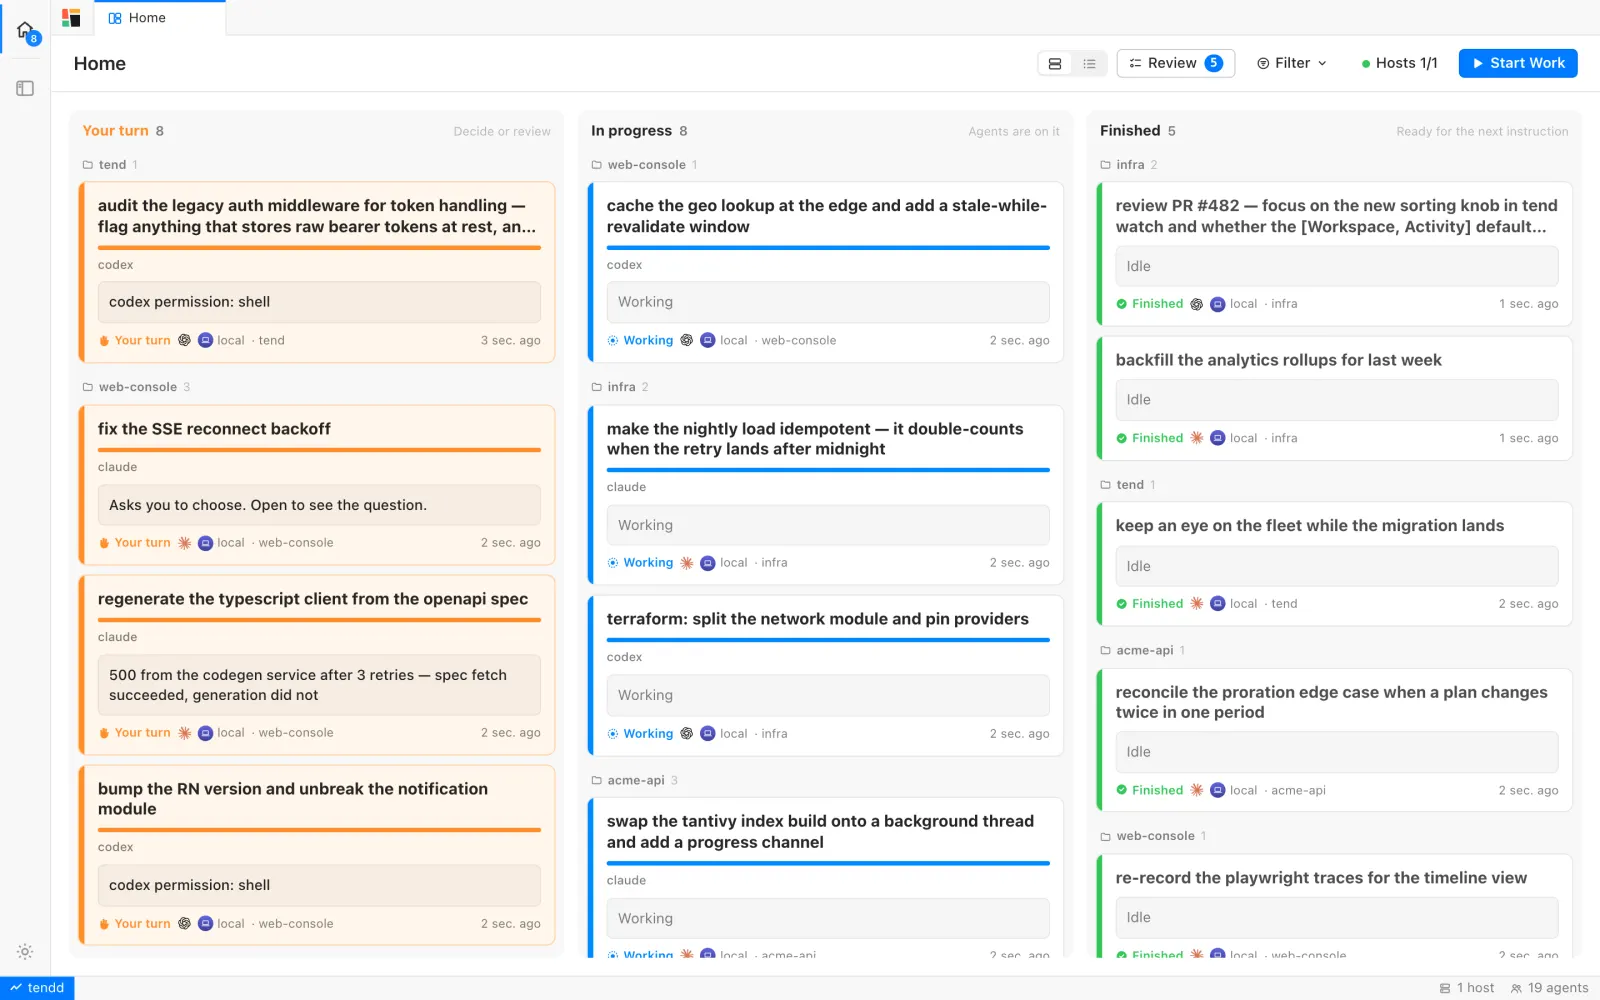 Home
8
Home
Review 5
Filter
Hosts 1/1
Start Work
Your turn 8
Decide or review
tend 1
audit the legacy auth middleware for token handling —
flag anything that stores raw bearer tokens at rest, an...
codex
codex permission: shell
Your turn local · tend
3 sec. ago
web-console 3
fix the SSE reconnect backoff
claude
Asks you to choose. Open to see the question.
Your turn local · web-console
2 sec. ago
regenerate the typescript client from the openapi spec
claude
500 from the codegen service after 3 retries — spec fetch
succeeded, generation did not
Your turn local · web-console
2 sec. ago
bump the RN version and unbreak the notification
module
codex
codex permission: shell
Your turn local · web-console
2 sec. ago
In progress 8
Agents are on it
web-console 1
cache the geo lookup at the edge and add a stale-while-
revalidate window
codex
Working
Working local · web-console
2 sec. ago
infra 2
make the nightly load idempotent — it double-counts
when the retry lands after midnight
claude
Working
Working local · infra
2 sec. ago
terraform: split the network module and pin providers
codex
Working
Working local · infra
2 sec. ago
acme-api 3
swap the tantivy index build onto a background thread
and add a progress channel
claude
Working
Working local · acme-api
2 sec. ago
Finished 5
Ready for the next instruction
infra 2
review PR #482 — focus on the new sorting knob in tend
watch and whether the [Workspace, Activity] default...
Idle
Finished local · infra
1 sec. ago
backfill the analytics rollups for last week
Idle
Finished local · infra
1 sec. ago
tend 1
keep an eye on the fleet while the migration lands
Idle
Finished local · tend
2 sec. ago
acme-api 1
reconcile the proration edge case when a plan changes
twice in one period
Idle
Finished local · acme-api
2 sec. ago
web-console 1
re-record the playwright traces for the timeline view
Idle
Finished local · web-console
2 sec. ago
tendd
1 host
19 agents